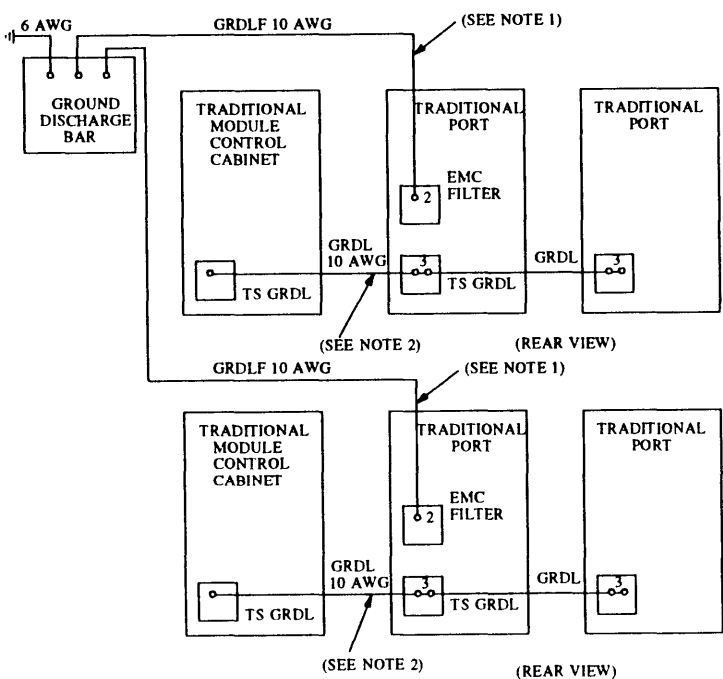 6 AWG
GRDLF 10 AWG
(SEE NOTE 1)
GROUND
DISCHARGE
BAR
TRADITIONAL
MODULE
CONTROL
CABINET
TRADITIONAL
PORT
TRADITIONAL
PORT
EMC
FILTER
2
GRDL
10 AWG
3
GRDL
3
TS GRDL
TS GRDL
(SEE NOTE 2)
(REAR VIEW)
GRDLF 10 AWG
(SEE NOTE 1)
TRADITIONAL
MODULE
CONTROL
CABINET
TRADITIONAL
PORT
TRADITIONAL
PORT
EMC
FILTER
2
GRDL
10 AWG
3
GRDL
3
TS GRDL
TS GRDL
(SEE NOTE 2)
(REAR VIEW)